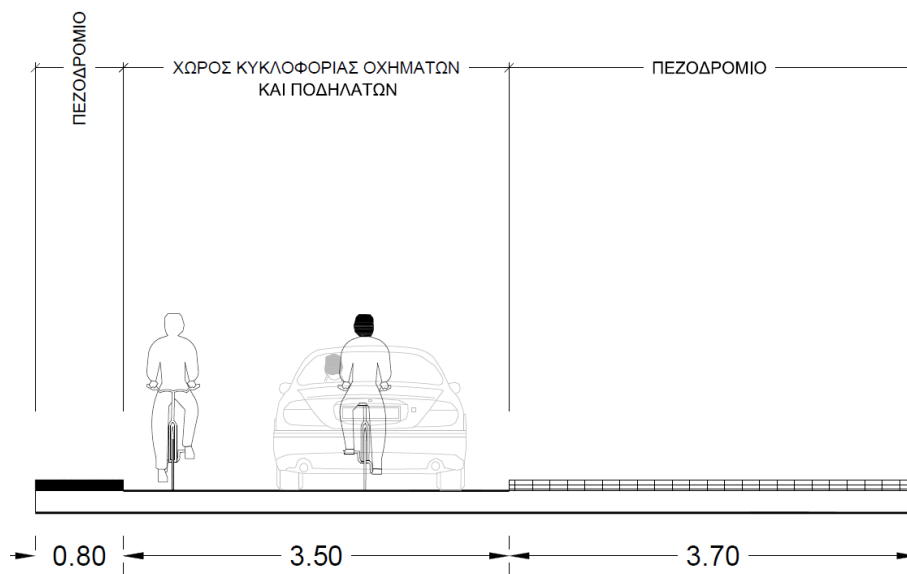 ΠΕΖΟΔΡΟΜΙΟ
ΧΩΡΟΣ ΚΥΚΛΟΦΟΡΙΑΣ ΟΧΗΜΑΤΩΝ
ΚΑΙ ΠΟΔΗΛΑΤΩΝ
ΠΕΖΟΔΡΟΜΙΟ
0.80
3.50
3.70